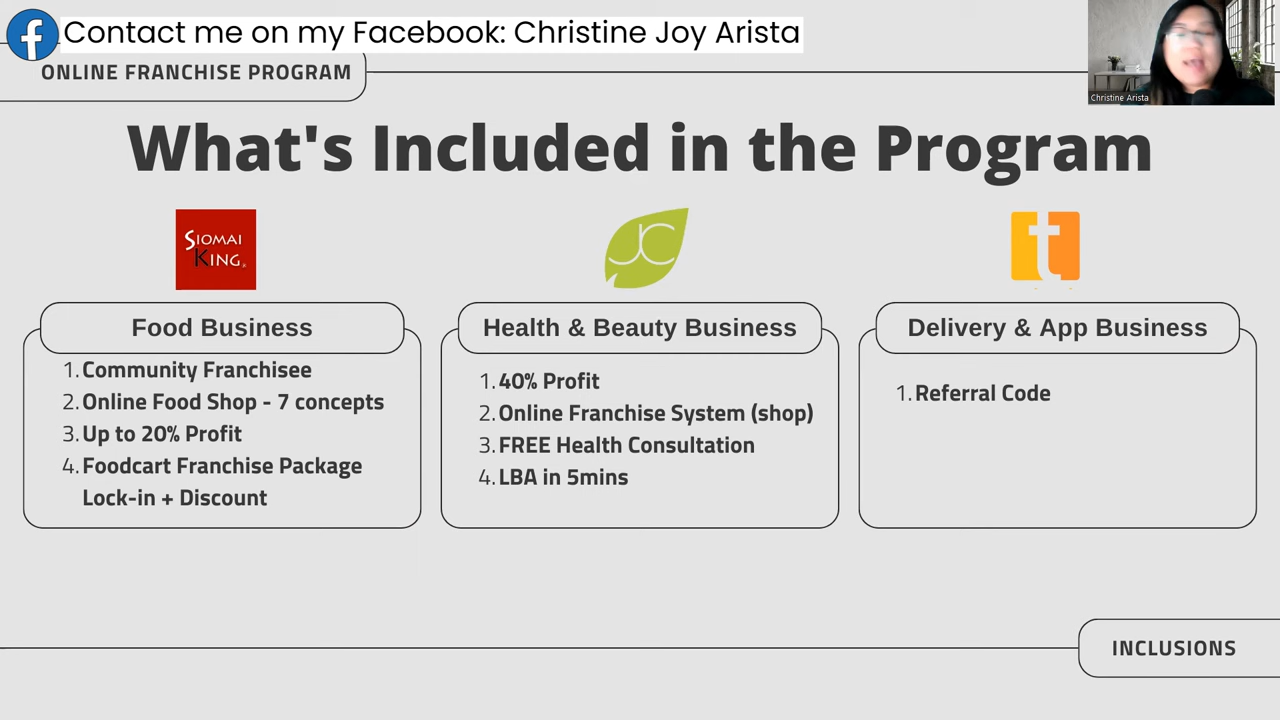 Contact me on my Facebook: Christine Joy Arista
ONLINE FRANCHISE PROGRAM
Christine Arista
What's Included in the Program
SIOMAI
KING
JC
t
Food Business
1. Community Franchisee
2. Online Food Shop - 7 concepts
3. Up to 20% Profit
4. Foodcart Franchise Package
Lock-in + Discount
Health & Beauty Business
1. 40% Profit
2. Online Franchise System (shop)
3. FREE Health Consultation
4. LBA in 5mins
Delivery & App Business
1. Referral Code
INCLUSIONS